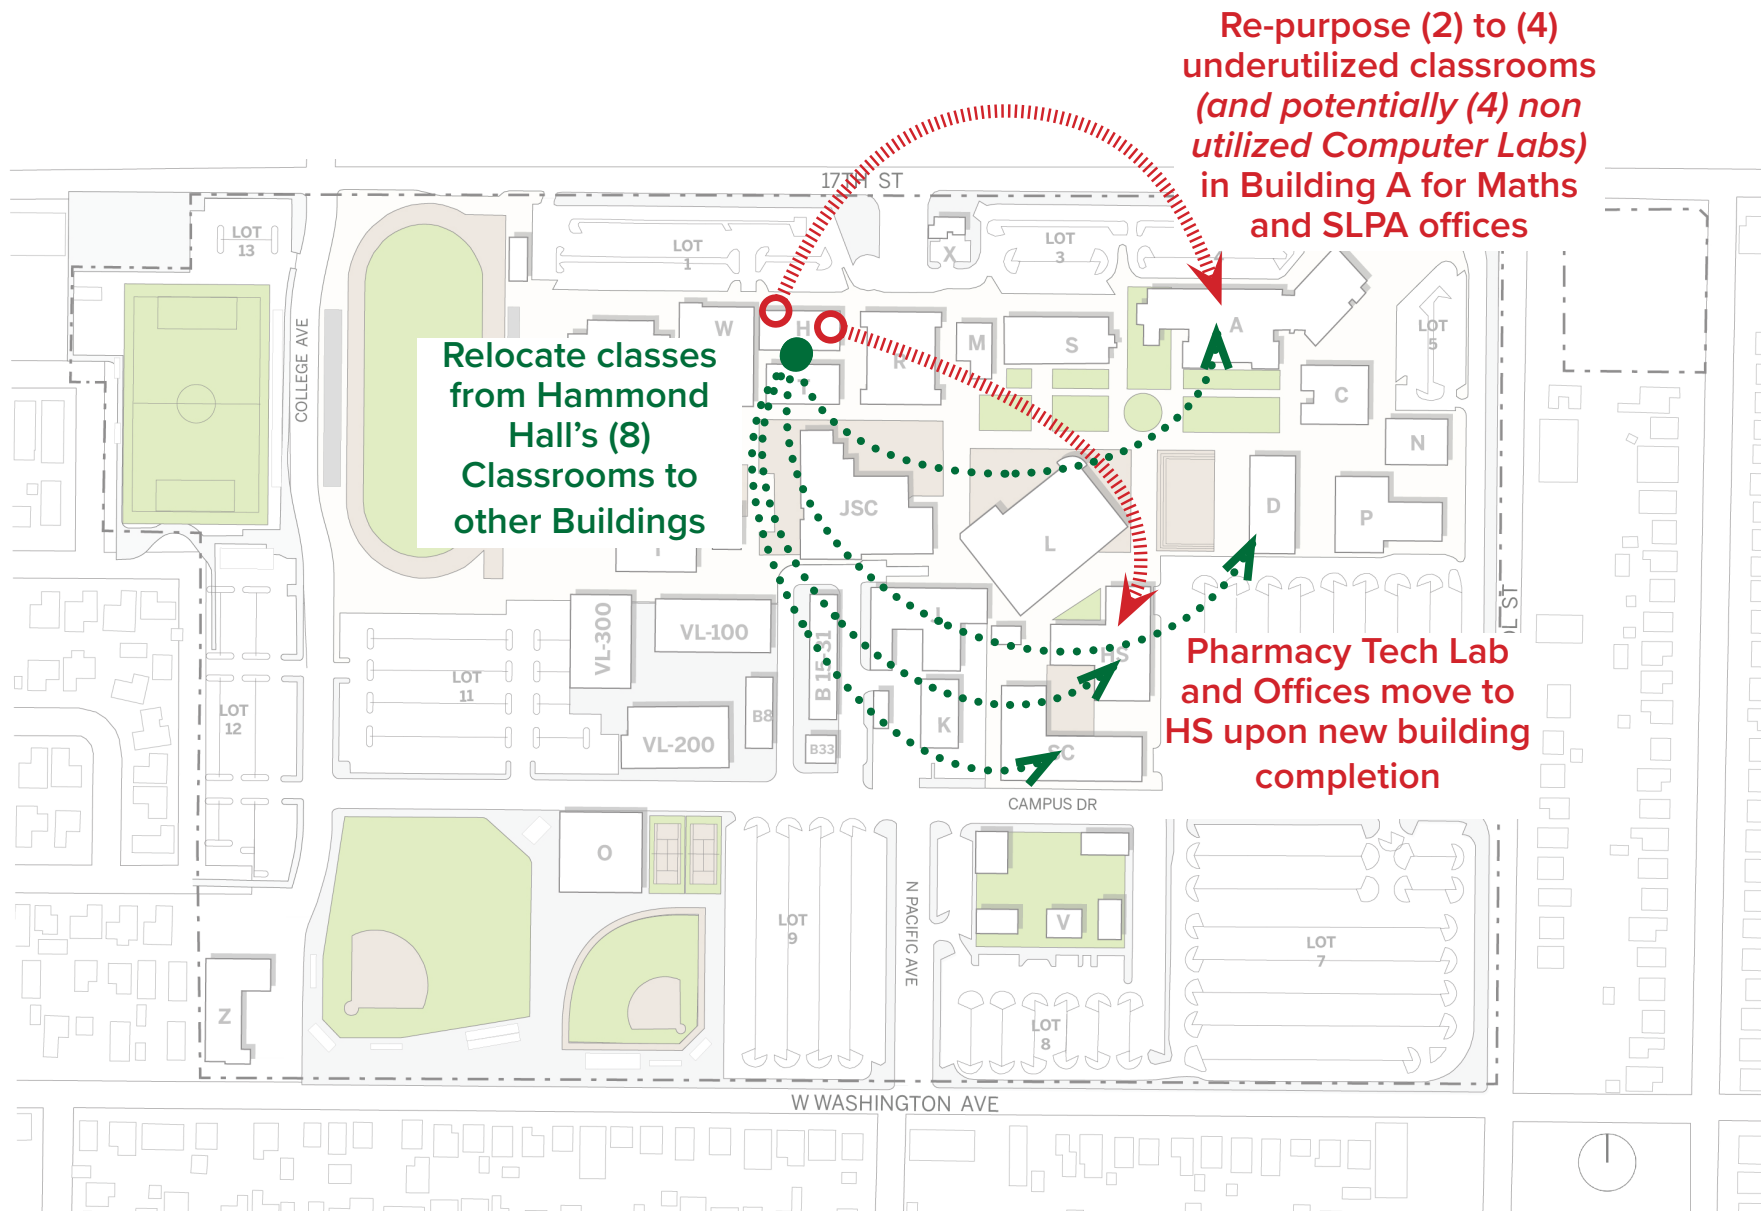 Re-purpose (2) to (4)
underutilized classrooms
(and potentially (4) non
utilized Computer Labs)
in Building A for Maths
and SLPA offices
17TH ST
LOT
13
LOT
1
X
LOT
3
COLLEGE AVE
W
H
R
M
S
A
LOT
5
C
N
Relocate classes
from Hammond
Hall's (8)
Classrooms to
other Buildings
JSC
L
D
P
VL-300
VL-100
B 15-31
J
HS
LOT
11
LOT
12
VL-200
B8
B33
K
SC
Pharmacy Tech Lab
and Offices move to
HS upon new building
completion
CAMPUS DR
O
LOT
9
N PACIFIC AVE
V
LOT
7
LOT
8
Z
W WASHINGTON AVE